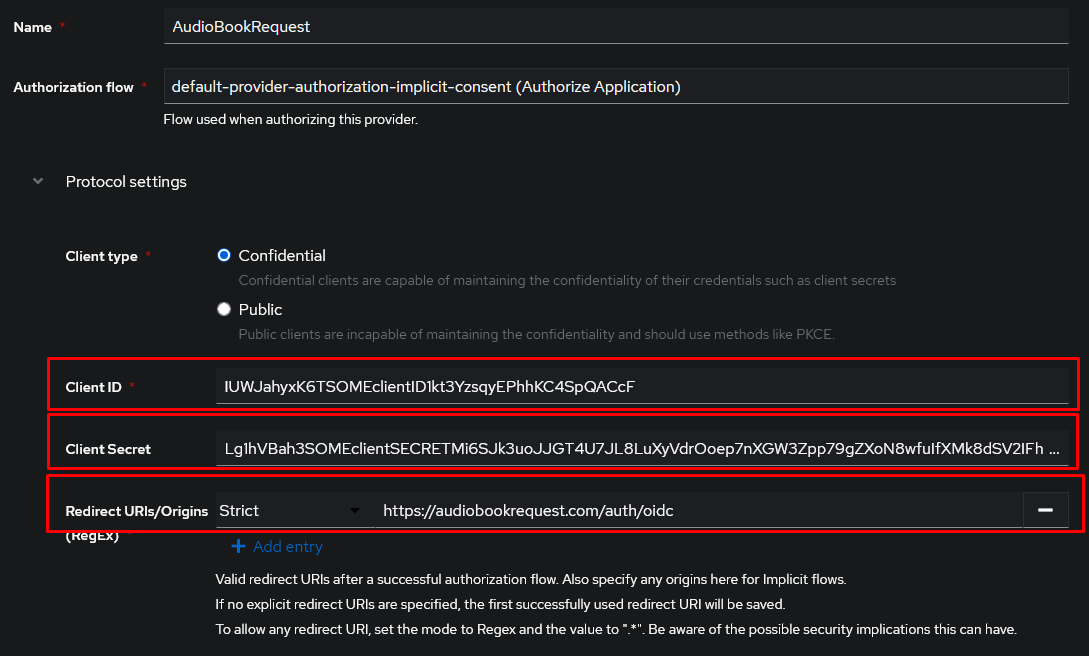 Name *
AudioBookRequest
Authorization flow *
default-provider-authorization-implicit-consent (Authorize Application)
Flow used when authorizing this provider.
Protocol settings
Client type *
Confidential
Confidential clients are capable of maintaining the confidentiality of their credentials such as client secrets
Public
Public clients are incapable of maintaining the confidentiality and should use methods like PKCE.
Client ID *
IUWJahyxK6TSOMEclientID1kt3YzsqyEPhhKC4SpQACcF
Client Secret
Lg1hVBah3SOMEclientSECRETMi6SJk3uoJJGT4U7JL8LuXyVdrOoep7nXGW3Zpp79gZXoN8wfuIfXMk8dSV2IFh ...
Redirect URIs/Origins
(RegEx)
Strict
https://audiobookrequest.com/auth/oidc
Add entry
Valid redirect URIs after a successful authorization flow. Also specify any origins here for Implicit flows.
If no explicit redirect URIs are specified, the first successfully used redirect URI will be saved.
To allow any redirect URI, set the mode to Regex and the value to ".*". Be aware of the possible security implications this can have.